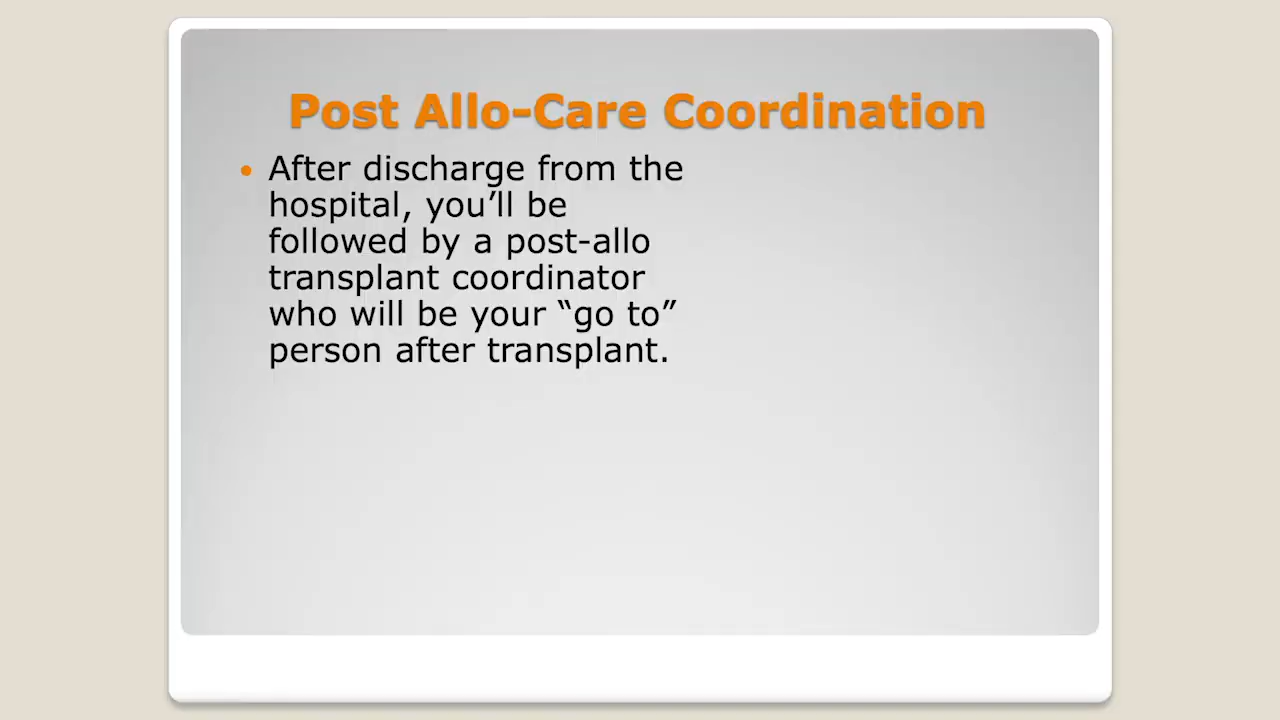 Post Allo-Care Coordination
• After discharge from the
hospital, you’ll be
followed by a post-allo
transplant coordinator
who will be your “go to”
person after transplant.